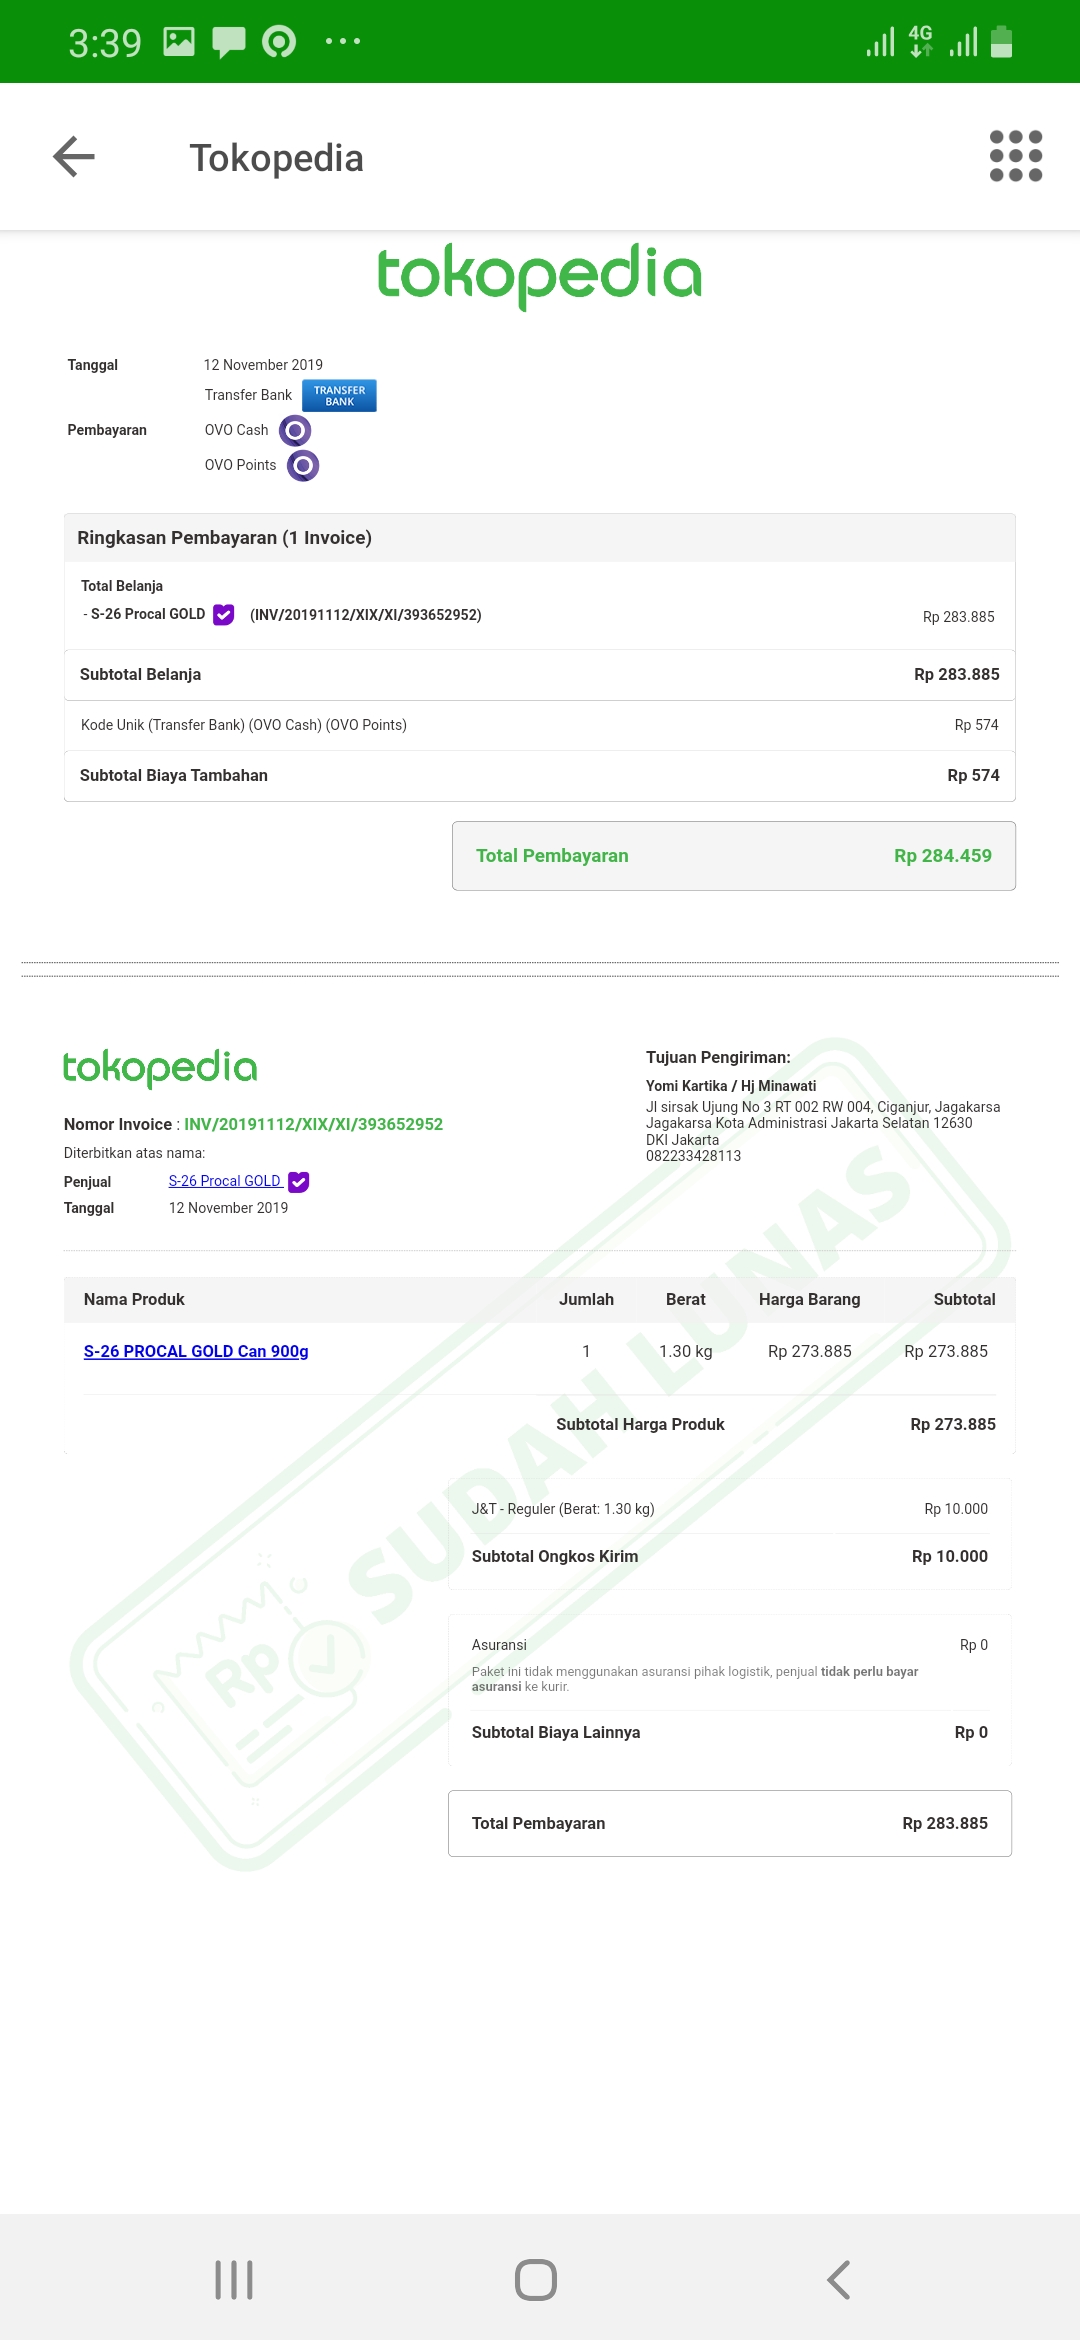 3:39
4G
Tokopedia
tokopedia
Tanggal 12 November 2019
Transfer Bank TRANSFER BANK
Pembayaran OVO Cash
OVO Points
Ringkasan Pembayaran (1 Invoice)
Total Belanja
- S-26 Procal GOLD (INV/20191112/XIX/XI/393652952) Rp 283.885
Subtotal Belanja Rp 283.885
Kode Unik (Transfer Bank) (OVO Cash) (OVO Points) Rp 574
Subtotal Biaya Tambahan Rp 574
Total Pembayaran Rp 284.459
tokopedia
Nomor Invoice : INV/20191112/XIX/XI/393652952
Diterbitkan atas nama:
Penjual S-26 Procal GOLD
Tanggal 12 November 2019
Tujuan Pengiriman:
Yomi Kartika / Hj Minawati
Jl sirsak Ujung No 3 RT 002 RW 004, Ciganjur, Jagakarsa
Jagakarsa Kota Administrasi Jakarta Selatan 12630
DKI Jakarta
082233428113
Nama Produk Jumlah Berat Harga Barang Subtotal
S-26 PROCAL GOLD Can 900g 1 1.30 kg Rp 273.885 Rp 273.885
Subtotal Harga Produk Rp 273.885
J&T - Reguler (Berat: 1.30 kg) Rp 10.000
Subtotal Ongkos Kirim Rp 10.000
Asuransi Rp 0
Paket ini tidak menggunakan asuransi pihak logistik, penjual tidak perlu bayar
asuransi ke kurir.
Subtotal Biaya Lainnya Rp 0
Total Pembayaran Rp 283.885
Rp SUDAH LUNAS